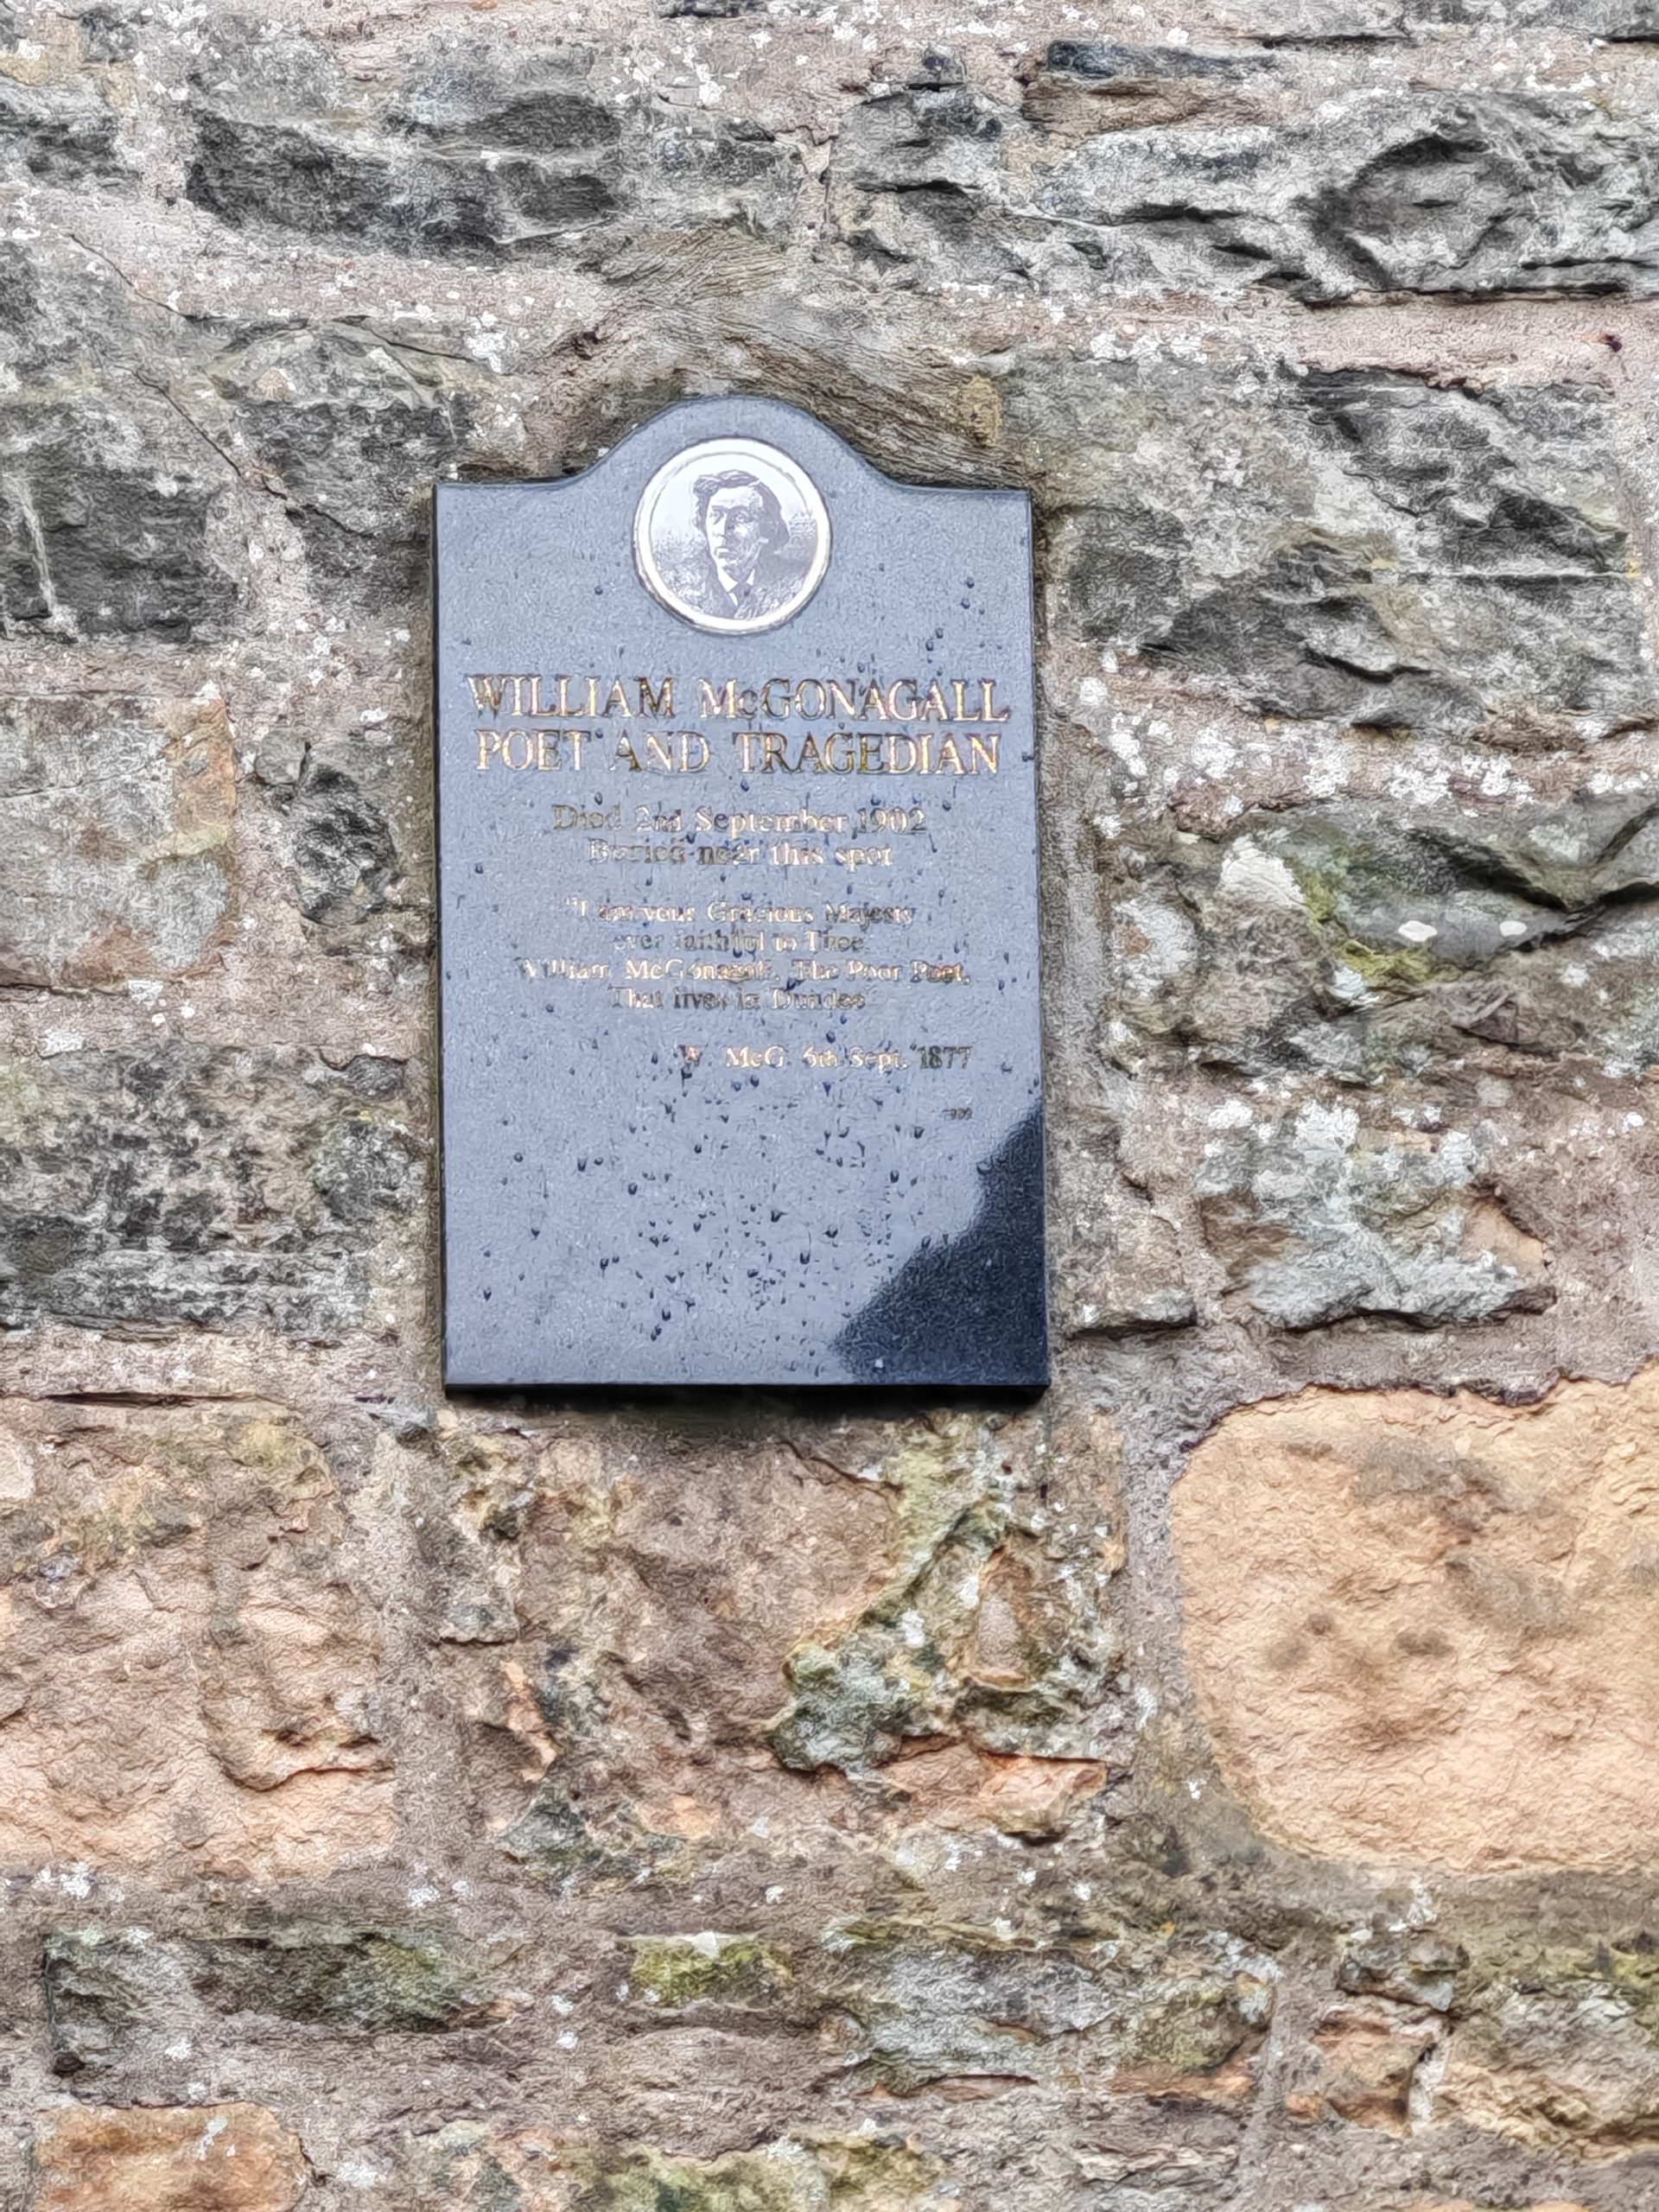 WILLIAM McGONAGALL
POET AND TRAGEDIAN
Died 2nd September 1902
Buried near this spot
"I am your Gracious Majesty
ever faithful to Thee,
William McGonagall, The Poor Poet,
That lives in Dundee"
W. McG. 6th Sept. 1877